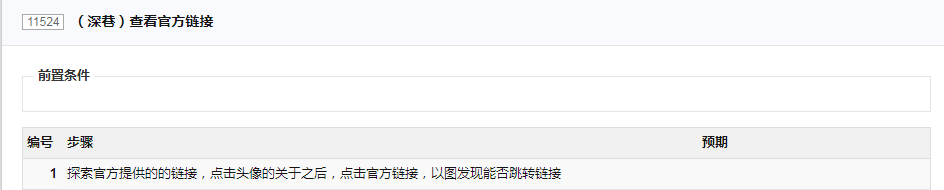 11524 （深巷）查看官方链接
前置条件
编号 步骤 预期
1 探索官方提供的的链接，点击头像的关于之后，点击官方链接，以图发现能否跳转链接